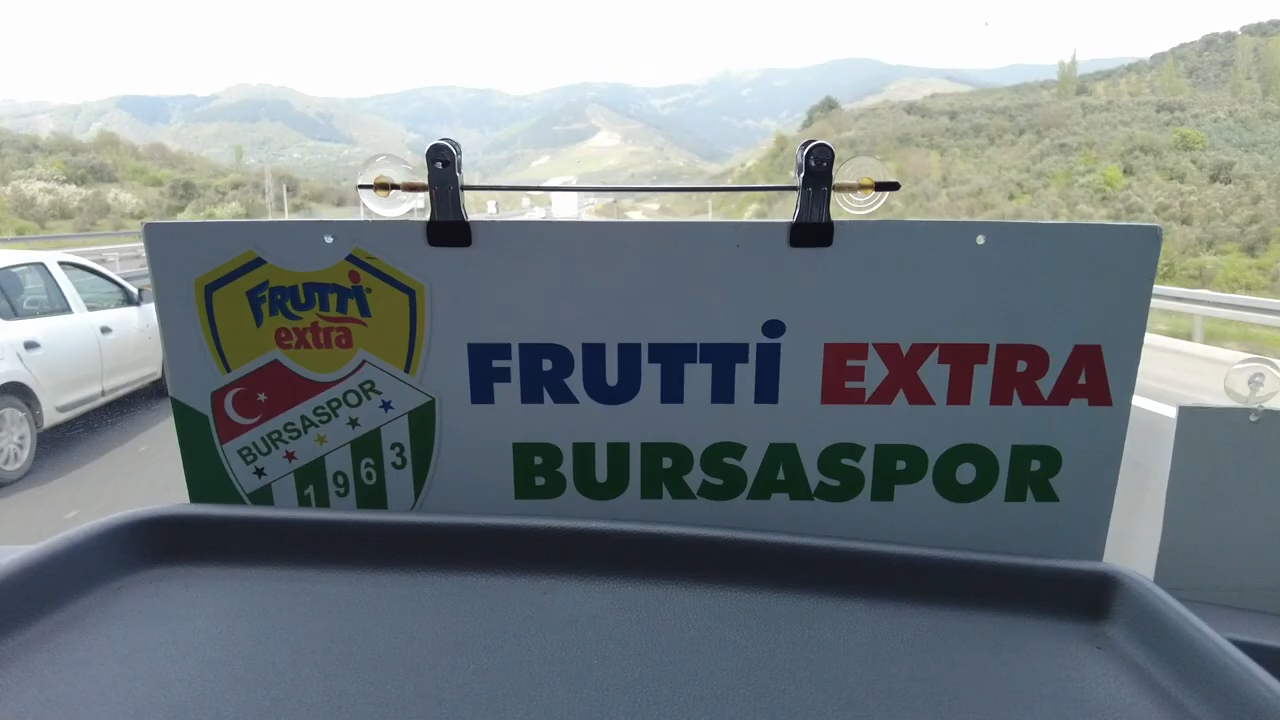 FRUTTi
extra
BURSASPOR
1963
FRUTTi EXTRA
BURSASPOR